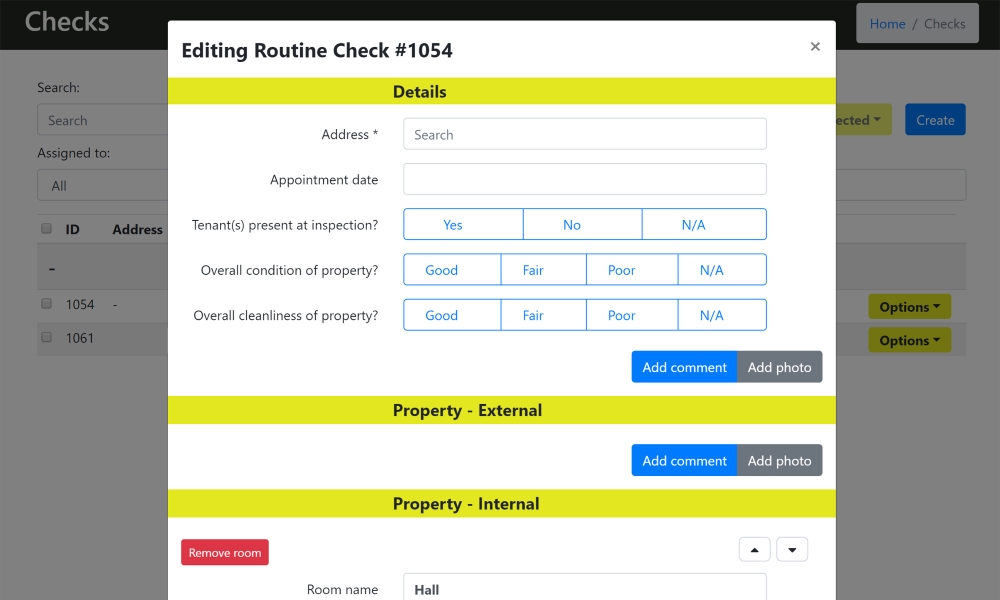 Checks
Home / Checks
Editing Routine Check #1054
×
Search:
Search
Create
Assigned to:
All
ID Address
-
1054 -
Options
1061
Options
Details
Address *
Search
Appointment date
Tenant(s) present at inspection?
Yes No N/A
Overall condition of property?
Good Fair Poor N/A
Overall cleanliness of property?
Good Fair Poor N/A
Add comment Add photo
Property - External
Add comment Add photo
Property - Internal
Remove room
Room name
Hall